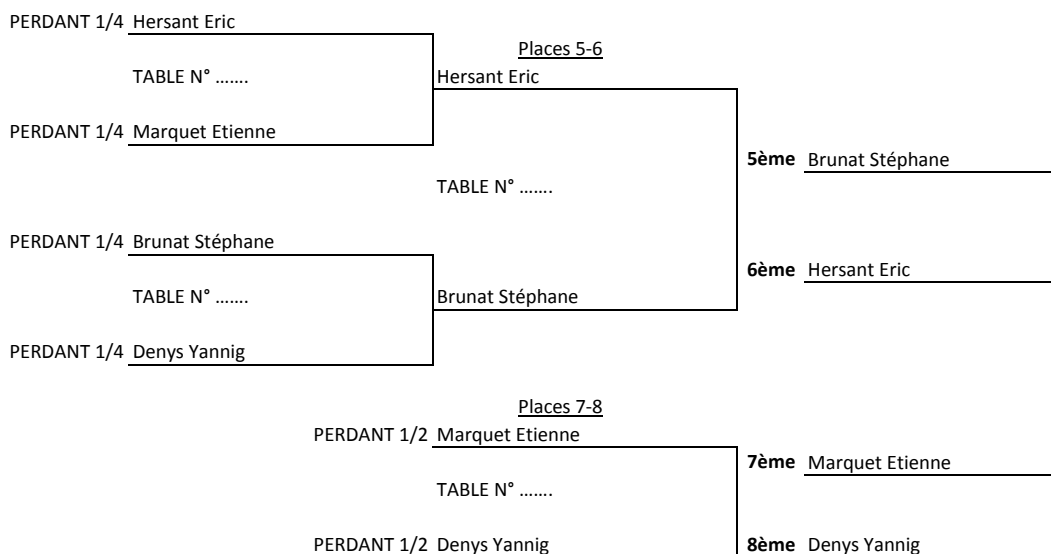 PERDANT 1/4 Hersant Eric
Places 5-6
TABLE N° ....... Hersant Eric
PERDANT 1/4 Marquet Etienne
5ème Brunat Stéphane
TABLE N° .......
PERDANT 1/4 Brunat Stéphane
6ème Hersant Eric
TABLE N° ....... Brunat Stéphane
PERDANT 1/4 Denys Yannig
Places 7-8
PERDANT 1/2 Marquet Etienne
7ème Marquet Etienne
TABLE N° .......
PERDANT 1/2 Denys Yannig 8ème Denys Yannig